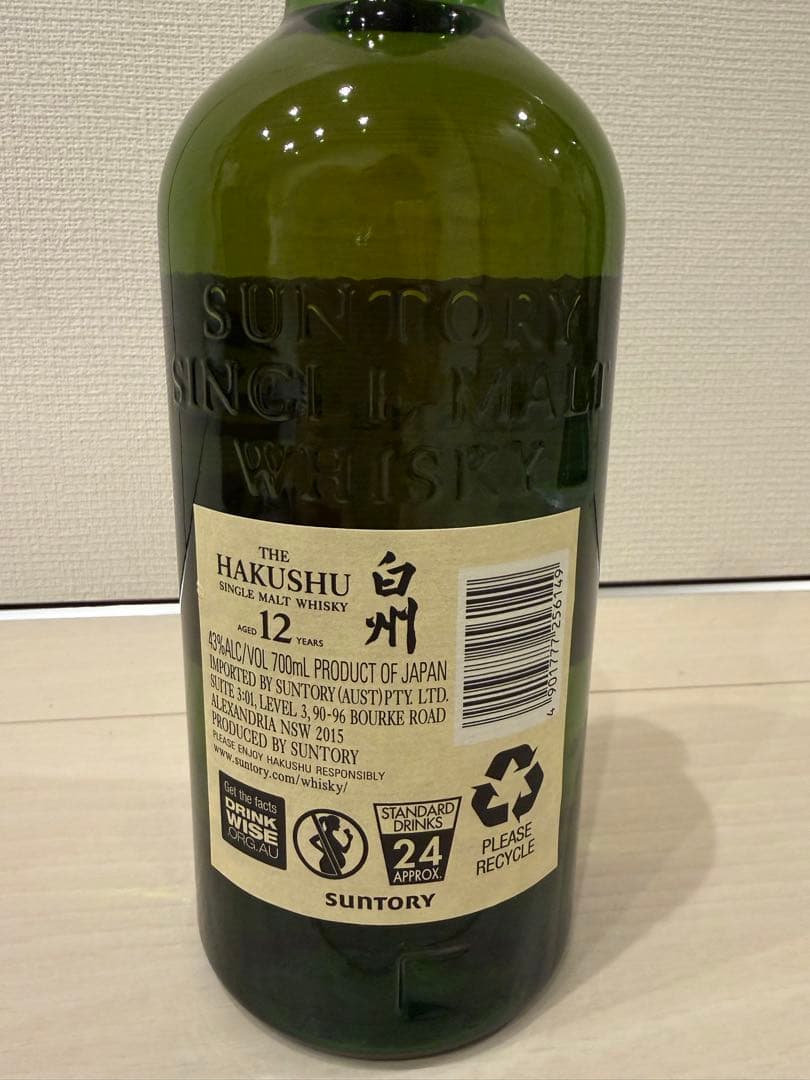 SUNTORY
SINGLE MALT
WHISKY
THE
HAKUSHU
SINGLE MALT WHISKY
AGED 12 YEARS
白州
43%ALC/VOL 700mL PRODUCT OF JAPAN
IMPORTED BY SUNTORY (AUST) PTY. LTD.
SUITE 3:01, LEVEL 3, 90-96 BOURKE ROAD
ALEXANDRIA NSW 2015
PRODUCED BY SUNTORY
PLEASE ENJOY HAKUSHU RESPONSIBLY
www.suntory.com/whisky/
4 901777 256149
Get the facts
DRINK
WISE
.ORG.AU
STANDARD
DRINKS
24
APPROX.
PLEASE
RECYCLE
SUNTORY